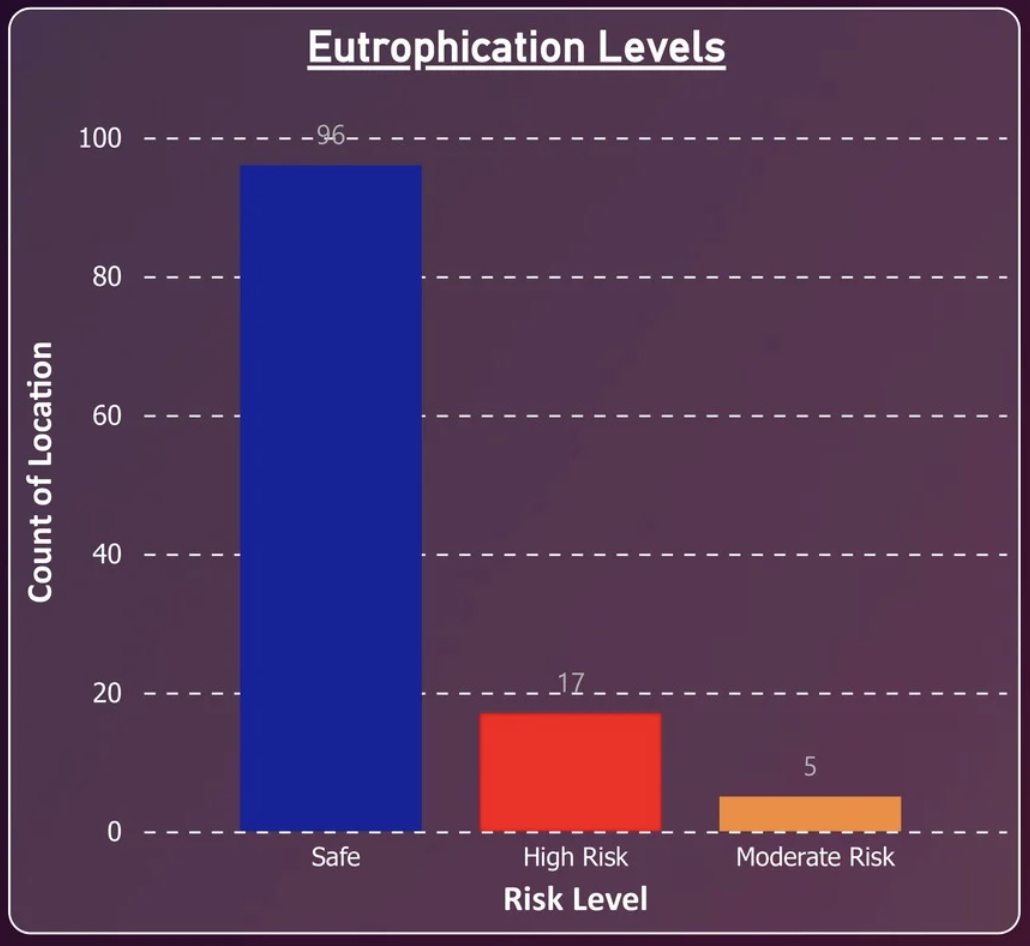 Eutrophication Levels
100
96
80
60
40
20
17
5
0
Count of Location
Safe
High Risk
Moderate Risk
Risk Level